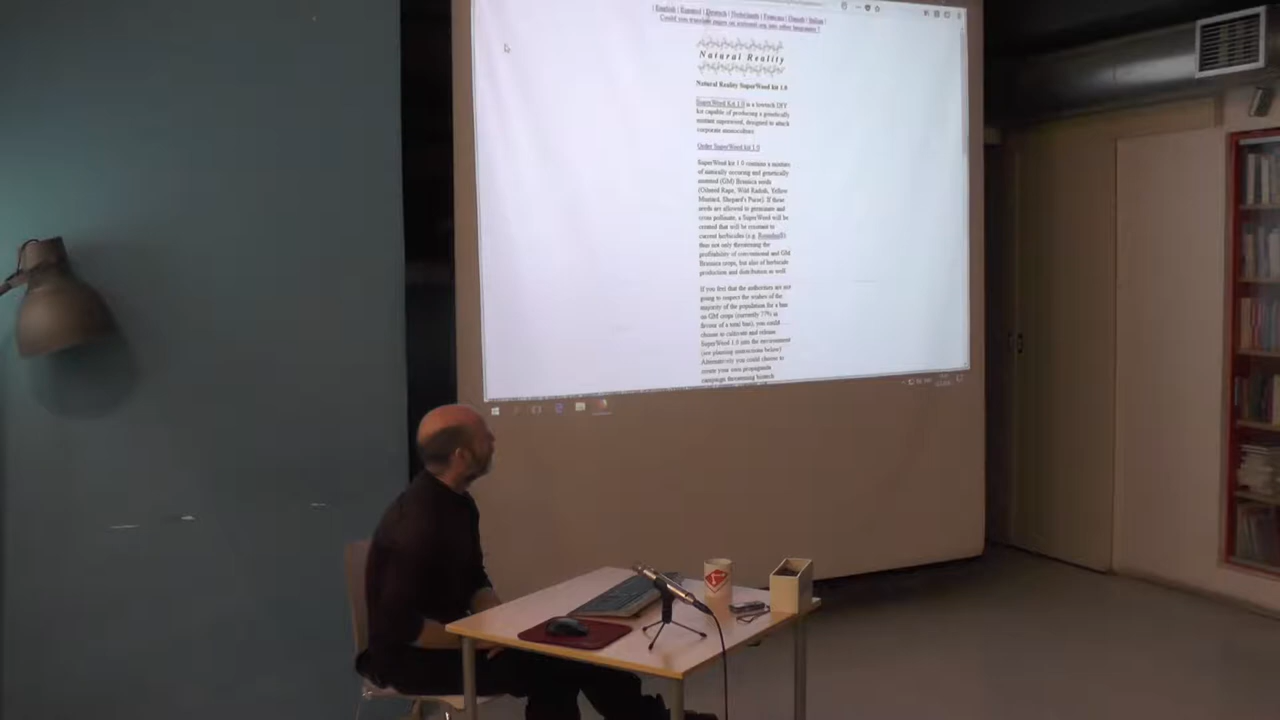 | English | Espanol | Deutsch | Nederlands | Francais | Dansk | Italian |
Could you translate pages on irational.org into other languages ?
Natural Reality
Natural Reality SuperWeed kit 1.0
SuperWeed Kit 1.0 is a lowtech DIY
kit capable of producing a genetically
mutant superweed, designed to attack
corporate monoculture
Order SuperWeed kit 1.0
SuperWeed kit 1.0 contains a mixture
of naturally occuring and genetically
mutated (GM) Brassica seeds
(Oilseed Rape, Wild Radish, Yellow
Mustard, Shepard's Purse). If these
seeds are allowed to germinate and
cross pollinate, a SuperWeed will be
created that will be resistant to
current herbicides (e.g. Roundup®)
thus not only threatening the
profitability of conventional and GM
Brassica crops, but also of herbicide
production and distribution as well
If you feel that the authorities are not
going to respect the wishes of the
majority of the population for a ban
on GM crops (currently 77% in
favour of a total ban), you could
choose to cultivate and release
SuperWeed 1.0 into the environment
(see planting instructions below)
Alternatively you could choose to
create your own propaganda
campaign threatening biotech